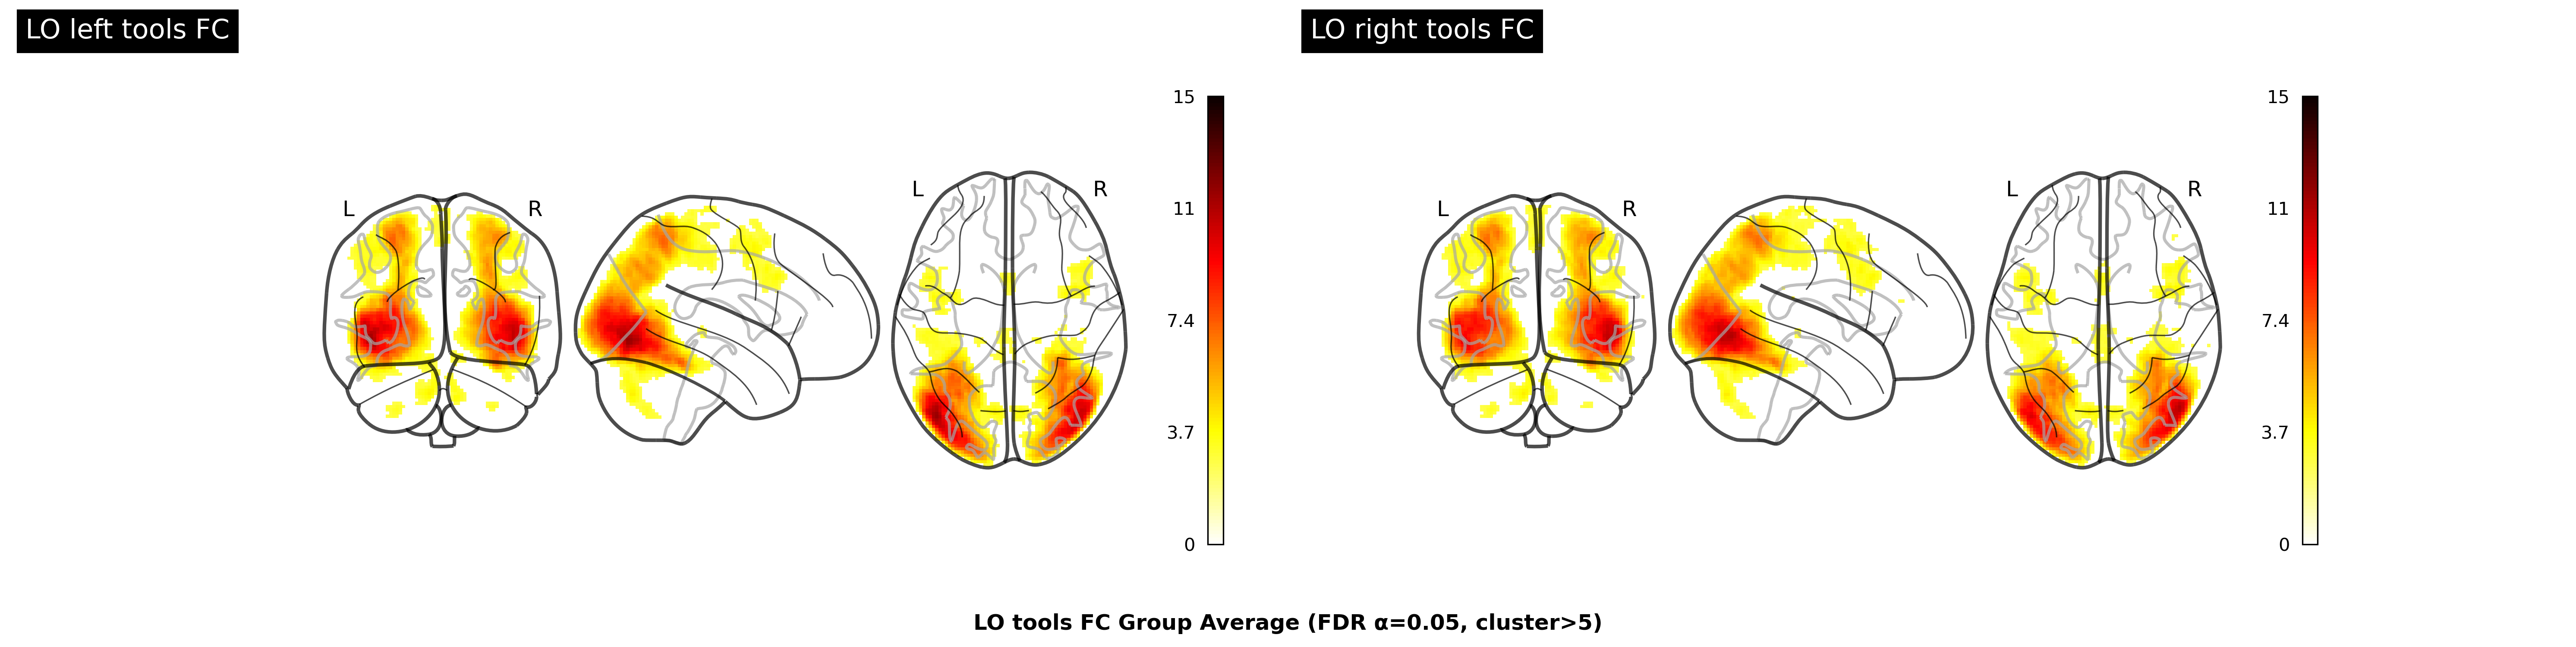 LO left tools FC
LO right tools FC
L
R
L
R
15
11
7.4
3.7
0
L
R
L
R
15
11
7.4
3.7
0
LO tools FC Group Average (FDR α=0.05, cluster>5)